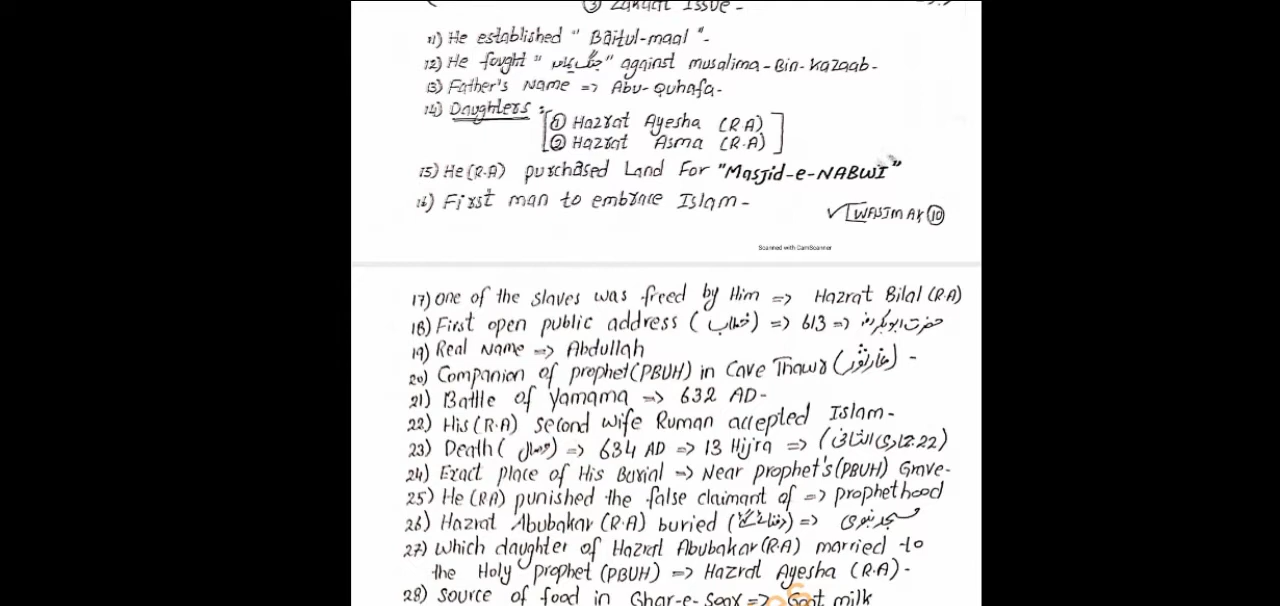 ③ Zakaat Issue -
11) He established " Baitul-maal " -
12) He fought " جنگ یمامہ " against musalima-Bin-Kazaab-
13) Father's Name => Abu-Quhafa-
14) Daughters :
① Hazrat Ayesha (RA)
② Hazrat Asma (R.A)
15) He (R.A) purchased Land For "Masjid-e-NABWI"
16) First man to embrace Islam -
Scanned with CamScanner
17) one of the slaves was freed by Him => Hazrat Bilal (R.A)
18) First open public address (خطاب) => 613 => حضرت ابوبکر
19) Real Name => Abdullah
20) Companion of prophet (PBUH) in Cave Thawr (غار ثور) -
21) Battle of Yamama => 632 AD-
22) His (R.A) second wife Ruman accepted Islam -
23) Death (وصال) => 634 AD => 13 Hijra => (22 جمادی الثانی)
24) Exact place of His Burial => Near prophet's (PBUH) Grave-
25) He (RA) punished the false claimant of => prophethood
26) Hazrat Abubakar (R.A) buried => مسجد نبوی
27) Which daughter of Hazrat Abubakar (R.A) married to
the Holy prophet (PBUH) => Hazrat Ayesha (R.A) -
28) Source of food in Ghar-e-Soar => Goat milk